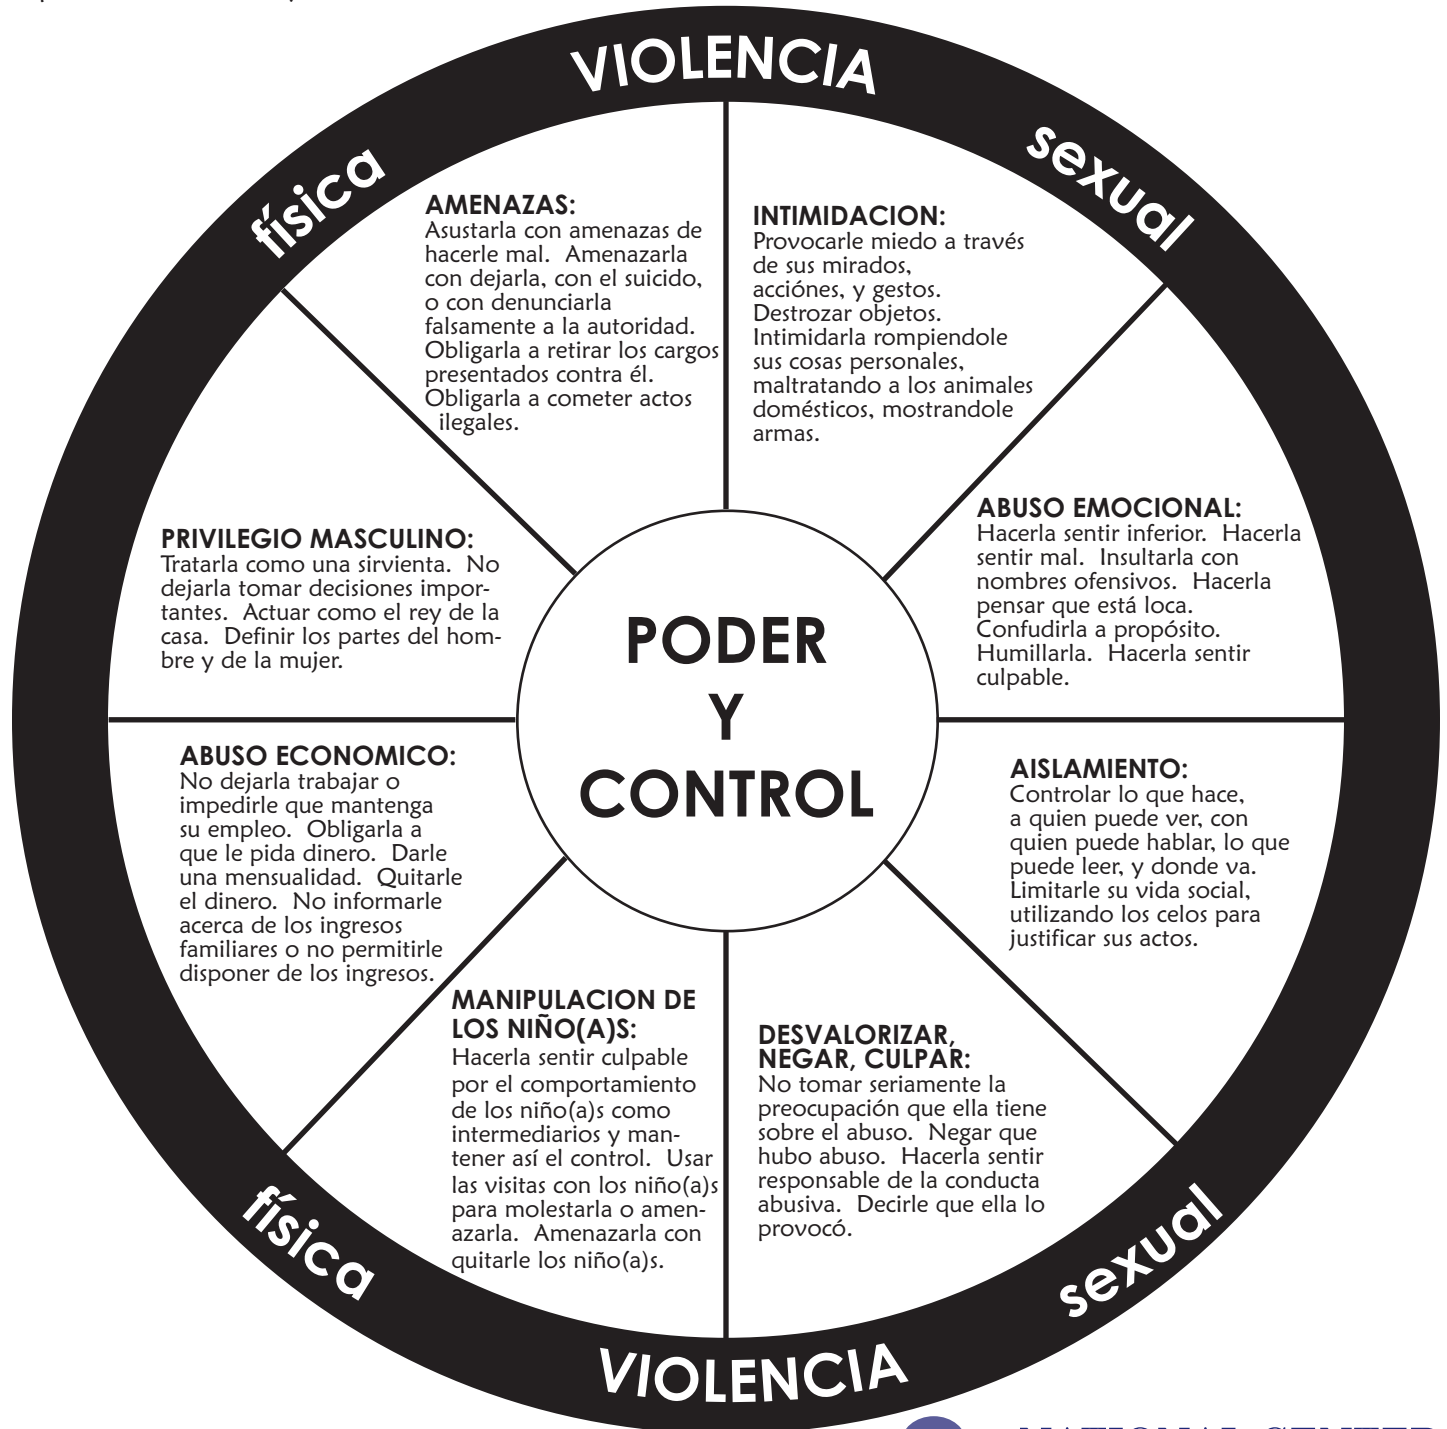 VIOLENCIA
física
sexual
AMENAZAS:
Asustarla con amenazas de
hacerle mal.  Amenazarla
con dejarla, con el suicido,
o con denunciarla
falsamente a la autoridad.
Obligarla a retirar los cargos
presentados contra él.
Obligarla a cometer actos
ilegales.
INTIMIDACION:
Provocarle miedo a través
de sus mirados,
acciónes, y gestos.
Destrozar objetos.
Intimidarla rompiendole
sus cosas personales,
maltratando a los animales
domésticos, mostrandole
armas.
PRIVILEGIO MASCULINO:
Tratarla como una sirvienta.  No
dejarla tomar decisiones impor-
tantes.  Actuar como el rey de la
casa.  Definir los partes del hom-
bre y de la mujer.
ABUSO EMOCIONAL:
Hacerla sentir inferior.  Hacerla
sentir mal.  Insultarla con
nombres ofensivos.  Hacerla
pensar que está loca.
Confudirla a propósito.
Humillarla.  Hacerla sentir
culpable.
PODER
Y
CONTROL
ABUSO ECONOMICO:
No dejarla trabajar o
impedirle que mantenga
su empleo.  Obligarla a
que le pida dinero.  Darle
una mensualidad.  Quitarle
el dinero.  No informarle
acerca de los ingresos
familiares o no permitirle
disponer de los ingresos.
AISLAMIENTO:
Controlar lo que hace,
a quien puede ver, con
quien puede hablar, lo que
puede leer, y donde va.
Limitarle su vida social,
utilizando los celos para
justificar sus actos.
MANIPULACION DE
LOS NIÑO(A)S:
Hacerla sentir culpable
por el comportamiento
de los niño(a)s como
intermediarios y man-
tener así el control.  Usar
las visitas con los niño(a)s
para molestarla o amen-
azarla.  Amenazarla con
quitarle los niño(a)s.
DESVALORIZAR,
NEGAR, CULPAR:
No tomar seriamente la
preocupación que ella tiene
sobre el abuso.  Negar que
hubo abuso.  Hacerla sentir
responsable de la conducta
abusiva.  Decirle que ella lo
provocó.
física
sexual
VIOLENCIA
NATIONAL CENTER